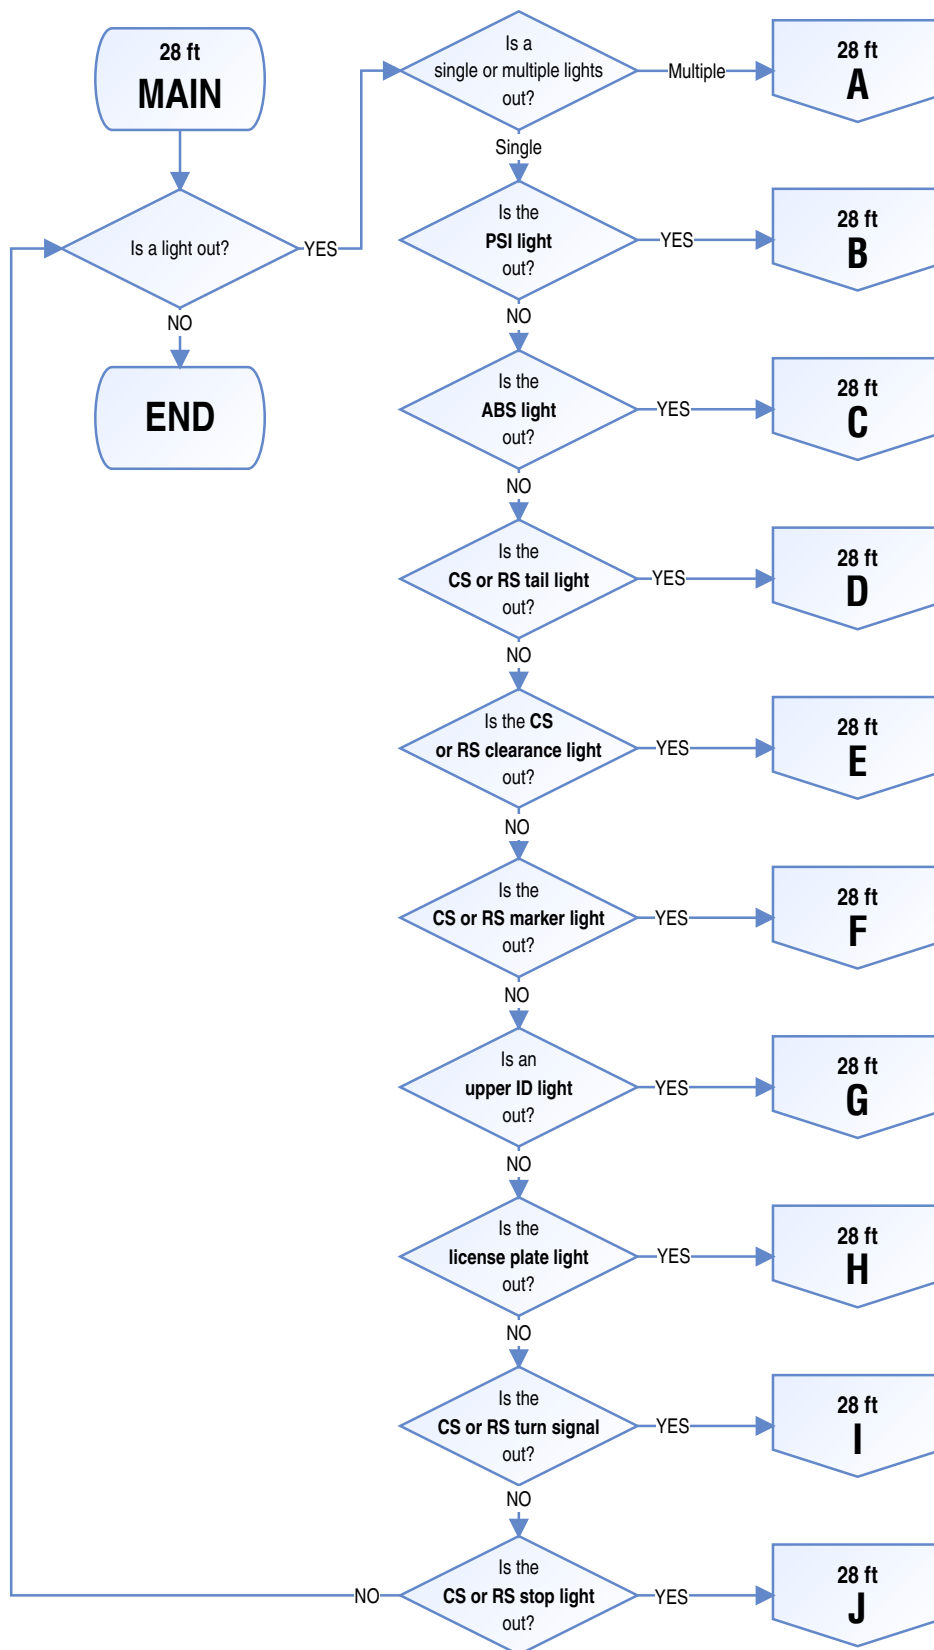 28 ft
MAIN
Is a light out?
YES
NO
END
Is a
single or multiple lights
out?
Multiple
28 ft
A
Single
Is the
PSI light
out?
YES
28 ft
B
NO
Is the
ABS light
out?
YES
28 ft
C
NO
Is the
CS or RS tail light
out?
YES
28 ft
D
NO
Is the CS
or RS clearance light
out?
YES
28 ft
E
NO
Is the
CS or RS marker light
out?
YES
28 ft
F
NO
Is an
upper ID light
out?
YES
28 ft
G
NO
Is the
license plate light
out?
YES
28 ft
H
NO
Is the
CS or RS turn signal
out?
YES
28 ft
I
NO
Is the
CS or RS stop light
out?
NO
YES
28 ft
J